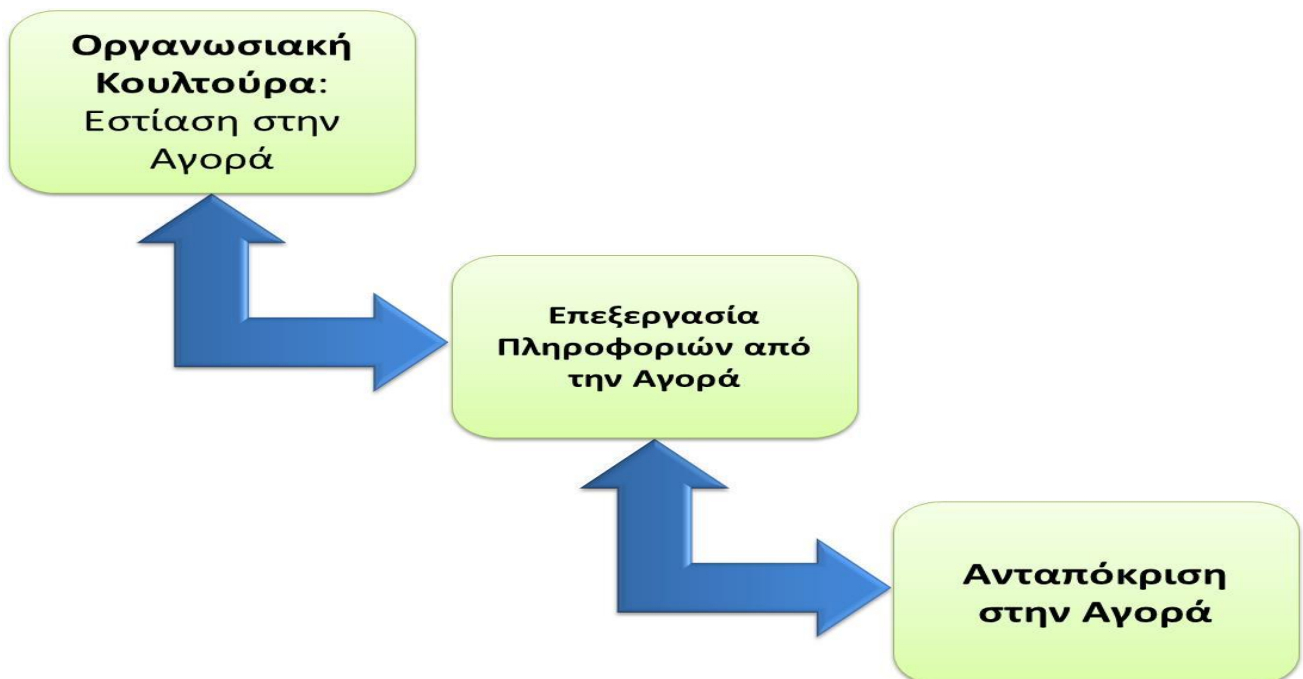 Οργανωσιακή
Κουλτούρα:
Εστίαση στην
Αγορά
Επεξεργασία
Πληροφοριών από
την Αγορά
Ανταπόκριση
στην Αγορά